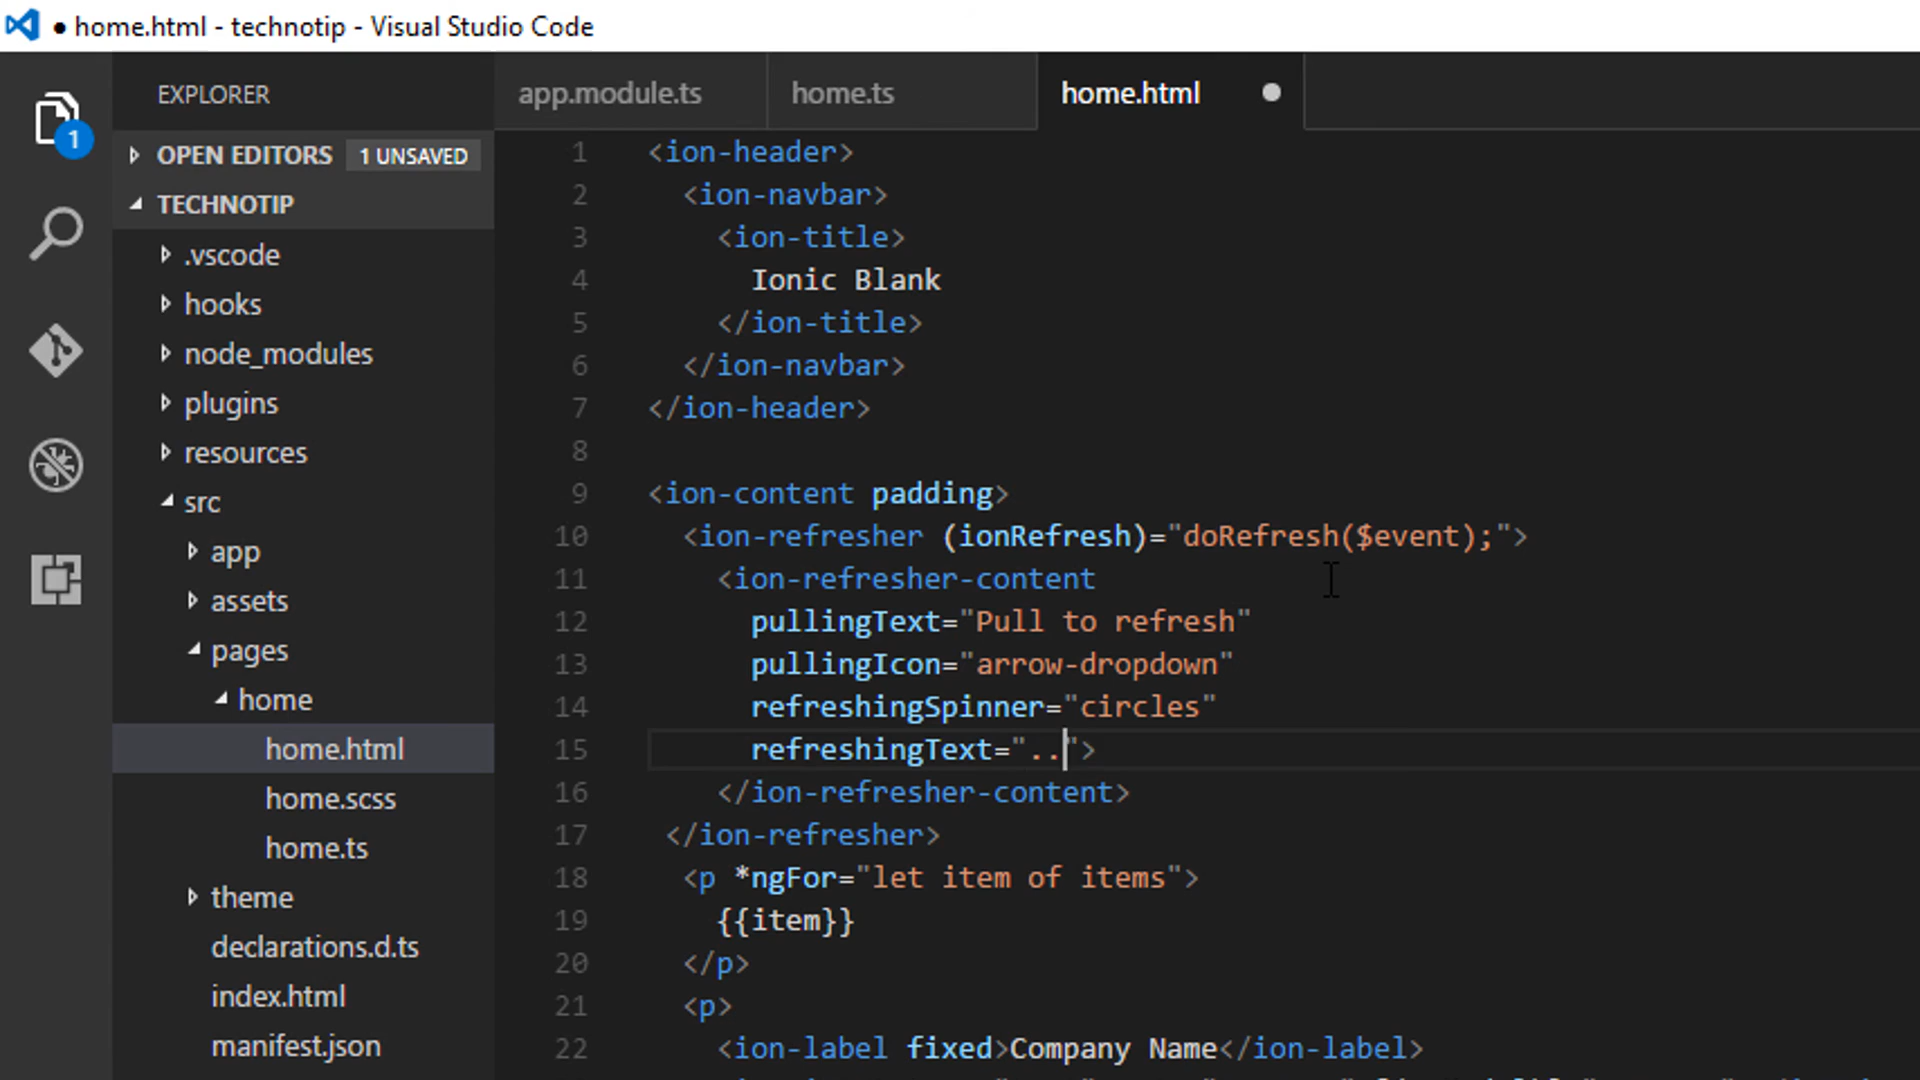 ● home.html - technotip - Visual Studio Code
EXPLORER
1
OPEN EDITORS 1 UNSAVED
TECHNOTIP
.vscode
hooks
node_modules
plugins
resources
src
app
assets
pages
home
home.html
home.scss
home.ts
theme
declarations.d.ts
index.html
manifest.json
app.module.ts home.ts home.html
1 <ion-header>
2 <ion-navbar>
3 <ion-title>
4 Ionic Blank
5 </ion-title>
6 </ion-navbar>
7 </ion-header>
8
9 <ion-content padding>
10 <ion-refresher (ionRefresh)="doRefresh($event);">
11 <ion-refresher-content
12 pullingText="Pull to refresh"
13 pullingIcon="arrow-dropdown"
14 refreshingSpinner="circles"
15 refreshingText="..">
16 </ion-refresher-content>
17 </ion-refresher>
18 <p *ngFor="let item of items">
19 {{item}}
20 </p>
21 <p>
22 <ion-label fixed>Company Name</ion-label>